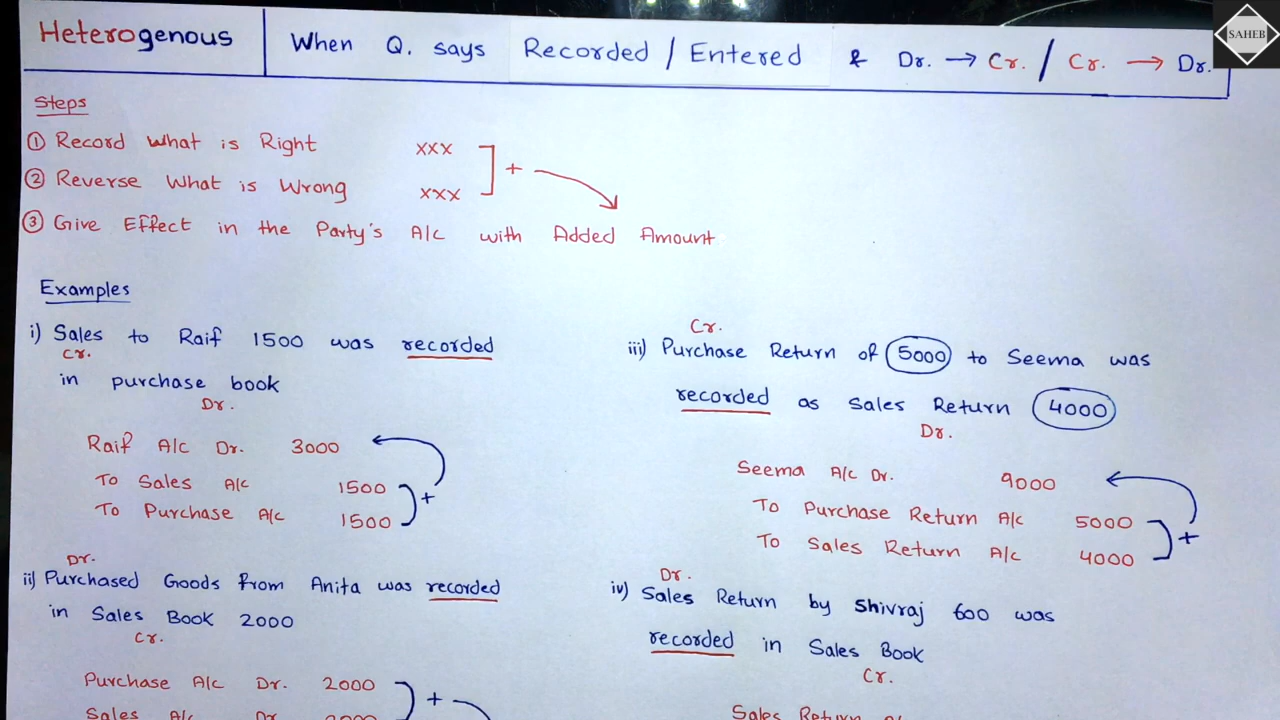 Heterogenous
When Q. says Recorded / Entered & Dr. → Cr. / Cr. → Dr.
SAHEB
Steps
① Record What is Right xxx
② Reverse What is Wrong xxx
+
③ Give Effect in the Party's A/c with Added Amount
Examples
i) Sales to Raif 1500 was recorded
Cr.
in purchase book
Dr.
Raif A/c Dr. 3000
To Sales A/c 1500
To Purchase A/c 1500
+
Dr.
ii) Purchased Goods from Anita was recorded
in Sales Book 2000
Cr.
Purchase A/c Dr. 2000
Sales A/c Dr. 2000
+
Cr.
iii) Purchase Return of 5000 to Seema was
recorded as Sales Return 4000
Dr.
Seema A/c Dr. 9000
To Purchase Return A/c 5000
To Sales Return A/c 4000
+
Dr.
iv) Sales Return by Shivraj 600 was
recorded in Sales Book
Cr.
Sales Return